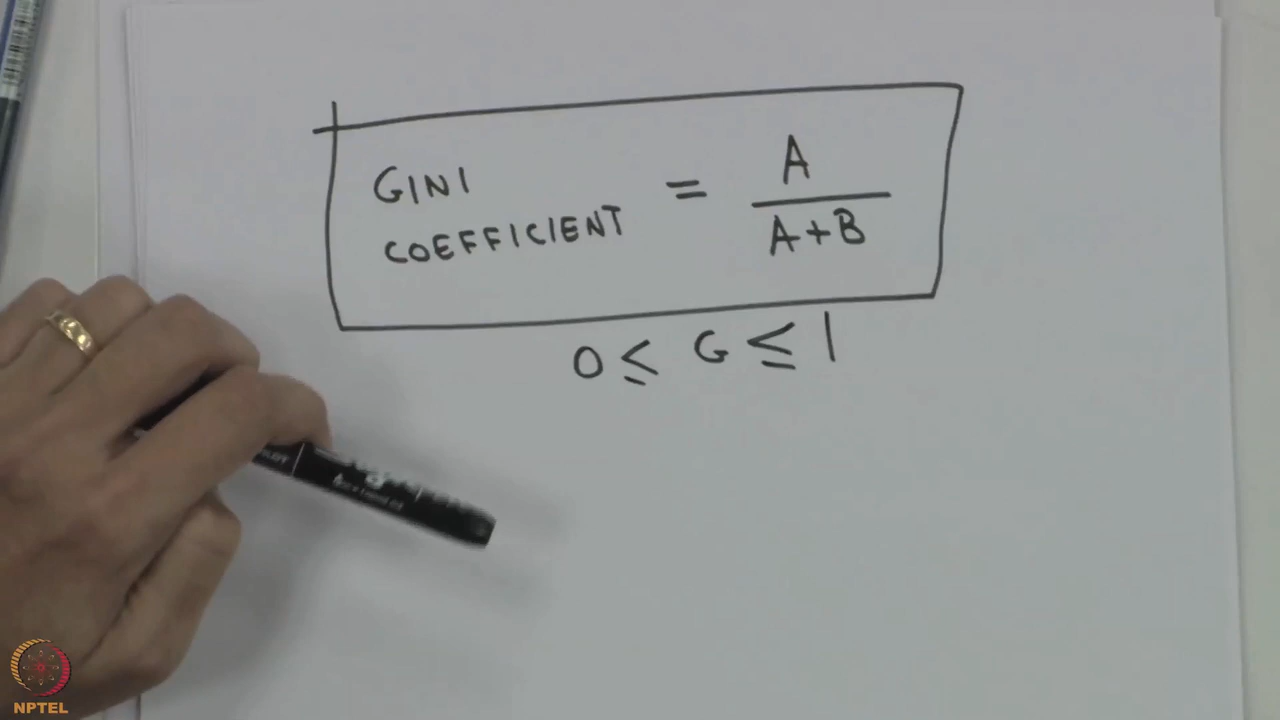 GINI
COEFFICIENT = A / A+B
0 ≤ G ≤ 1
NPTEL